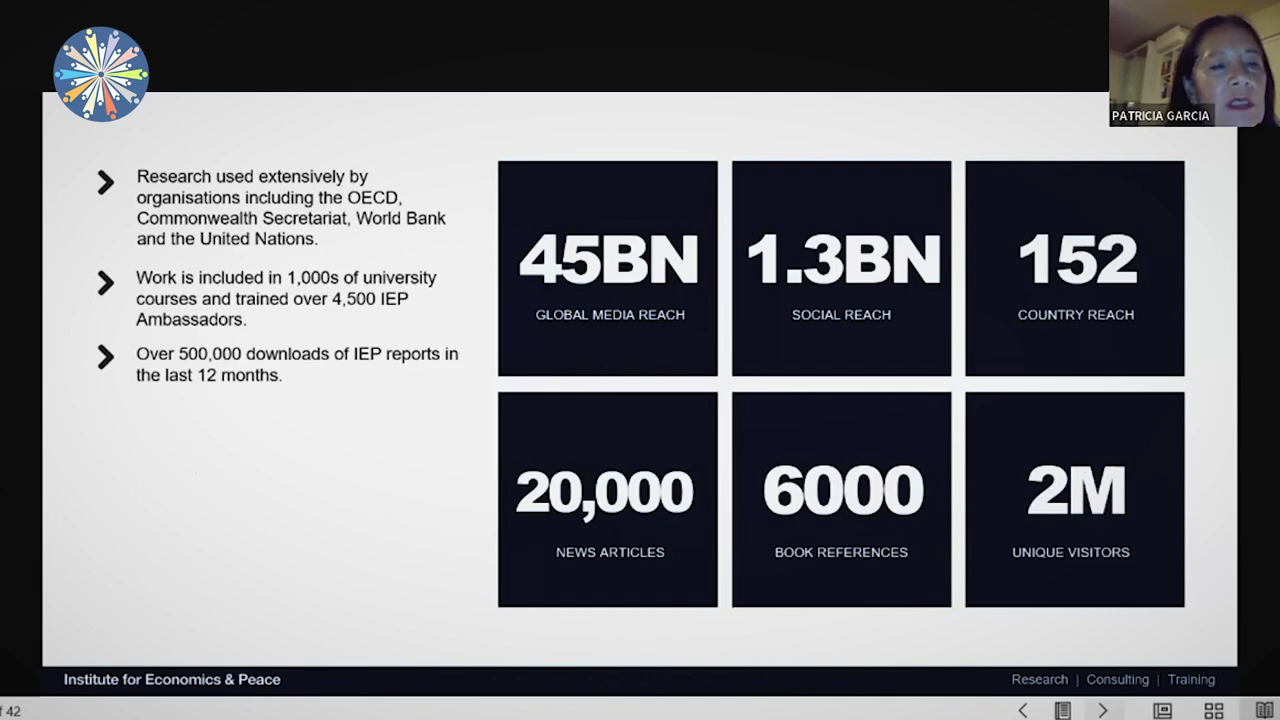 PATRICIA GARCIA
Research used extensively by
organisations including the OECD,
Commonwealth Secretariat, World Bank
and the United Nations.
Work is included in 1,000s of university
courses and trained over 4,500 IEP
Ambassadors.
Over 500,000 downloads of IEP reports in
the last 12 months.
45BN
GLOBAL MEDIA REACH
1.3BN
SOCIAL REACH
152
COUNTRY REACH
20,000
NEWS ARTICLES
6000
BOOK REFERENCES
2M
UNIQUE VISITORS
Institute for Economics & Peace
Research | Consulting | Training
42